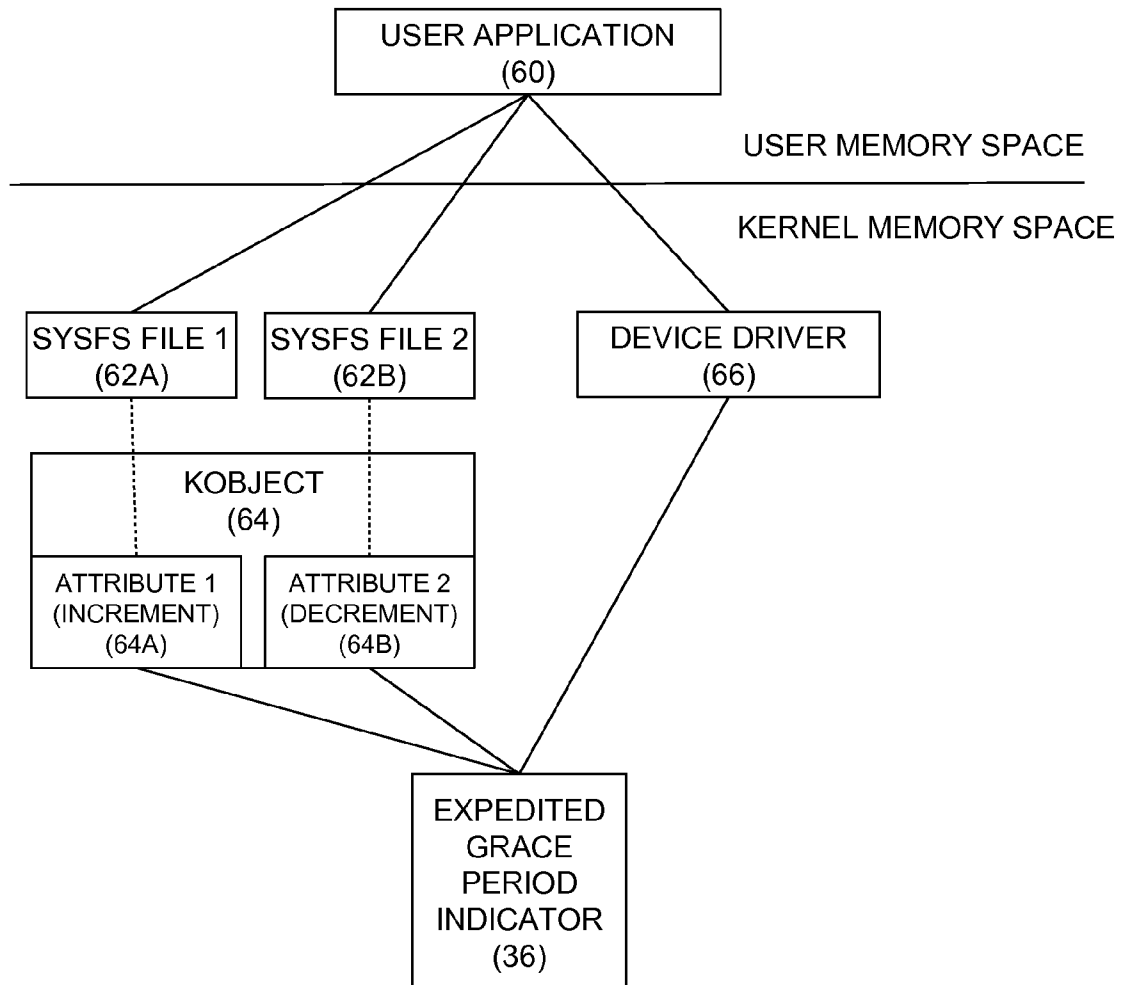 USER APPLICATION
(60)
USER MEMORY SPACE
KERNEL MEMORY SPACE
SYSFS FILE 1
(62A)
SYSFS FILE 2
(62B)
DEVICE DRIVER
(66)
KOBJECT
(64)
ATTRIBUTE 1
(INCREMENT)
(64A)
ATTRIBUTE 2
(DECREMENT)
(64B)
EXPEDITED
GRACE
PERIOD
INDICATOR
(36)